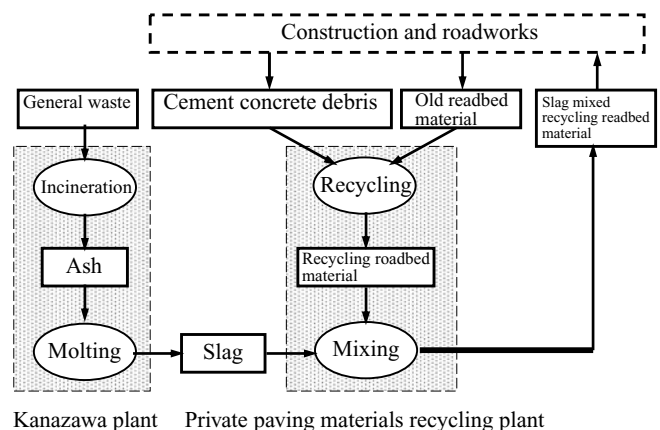 Construction and roadworks
General waste
Cement concrete debris
Old readbed
material
Slag mixed
recycling readbed
material
Incineration
Recycling
Ash
Recycling roadbed
material
Molting
Slag
Mixing
Kanazawa plant
Private paving materials recycling plant